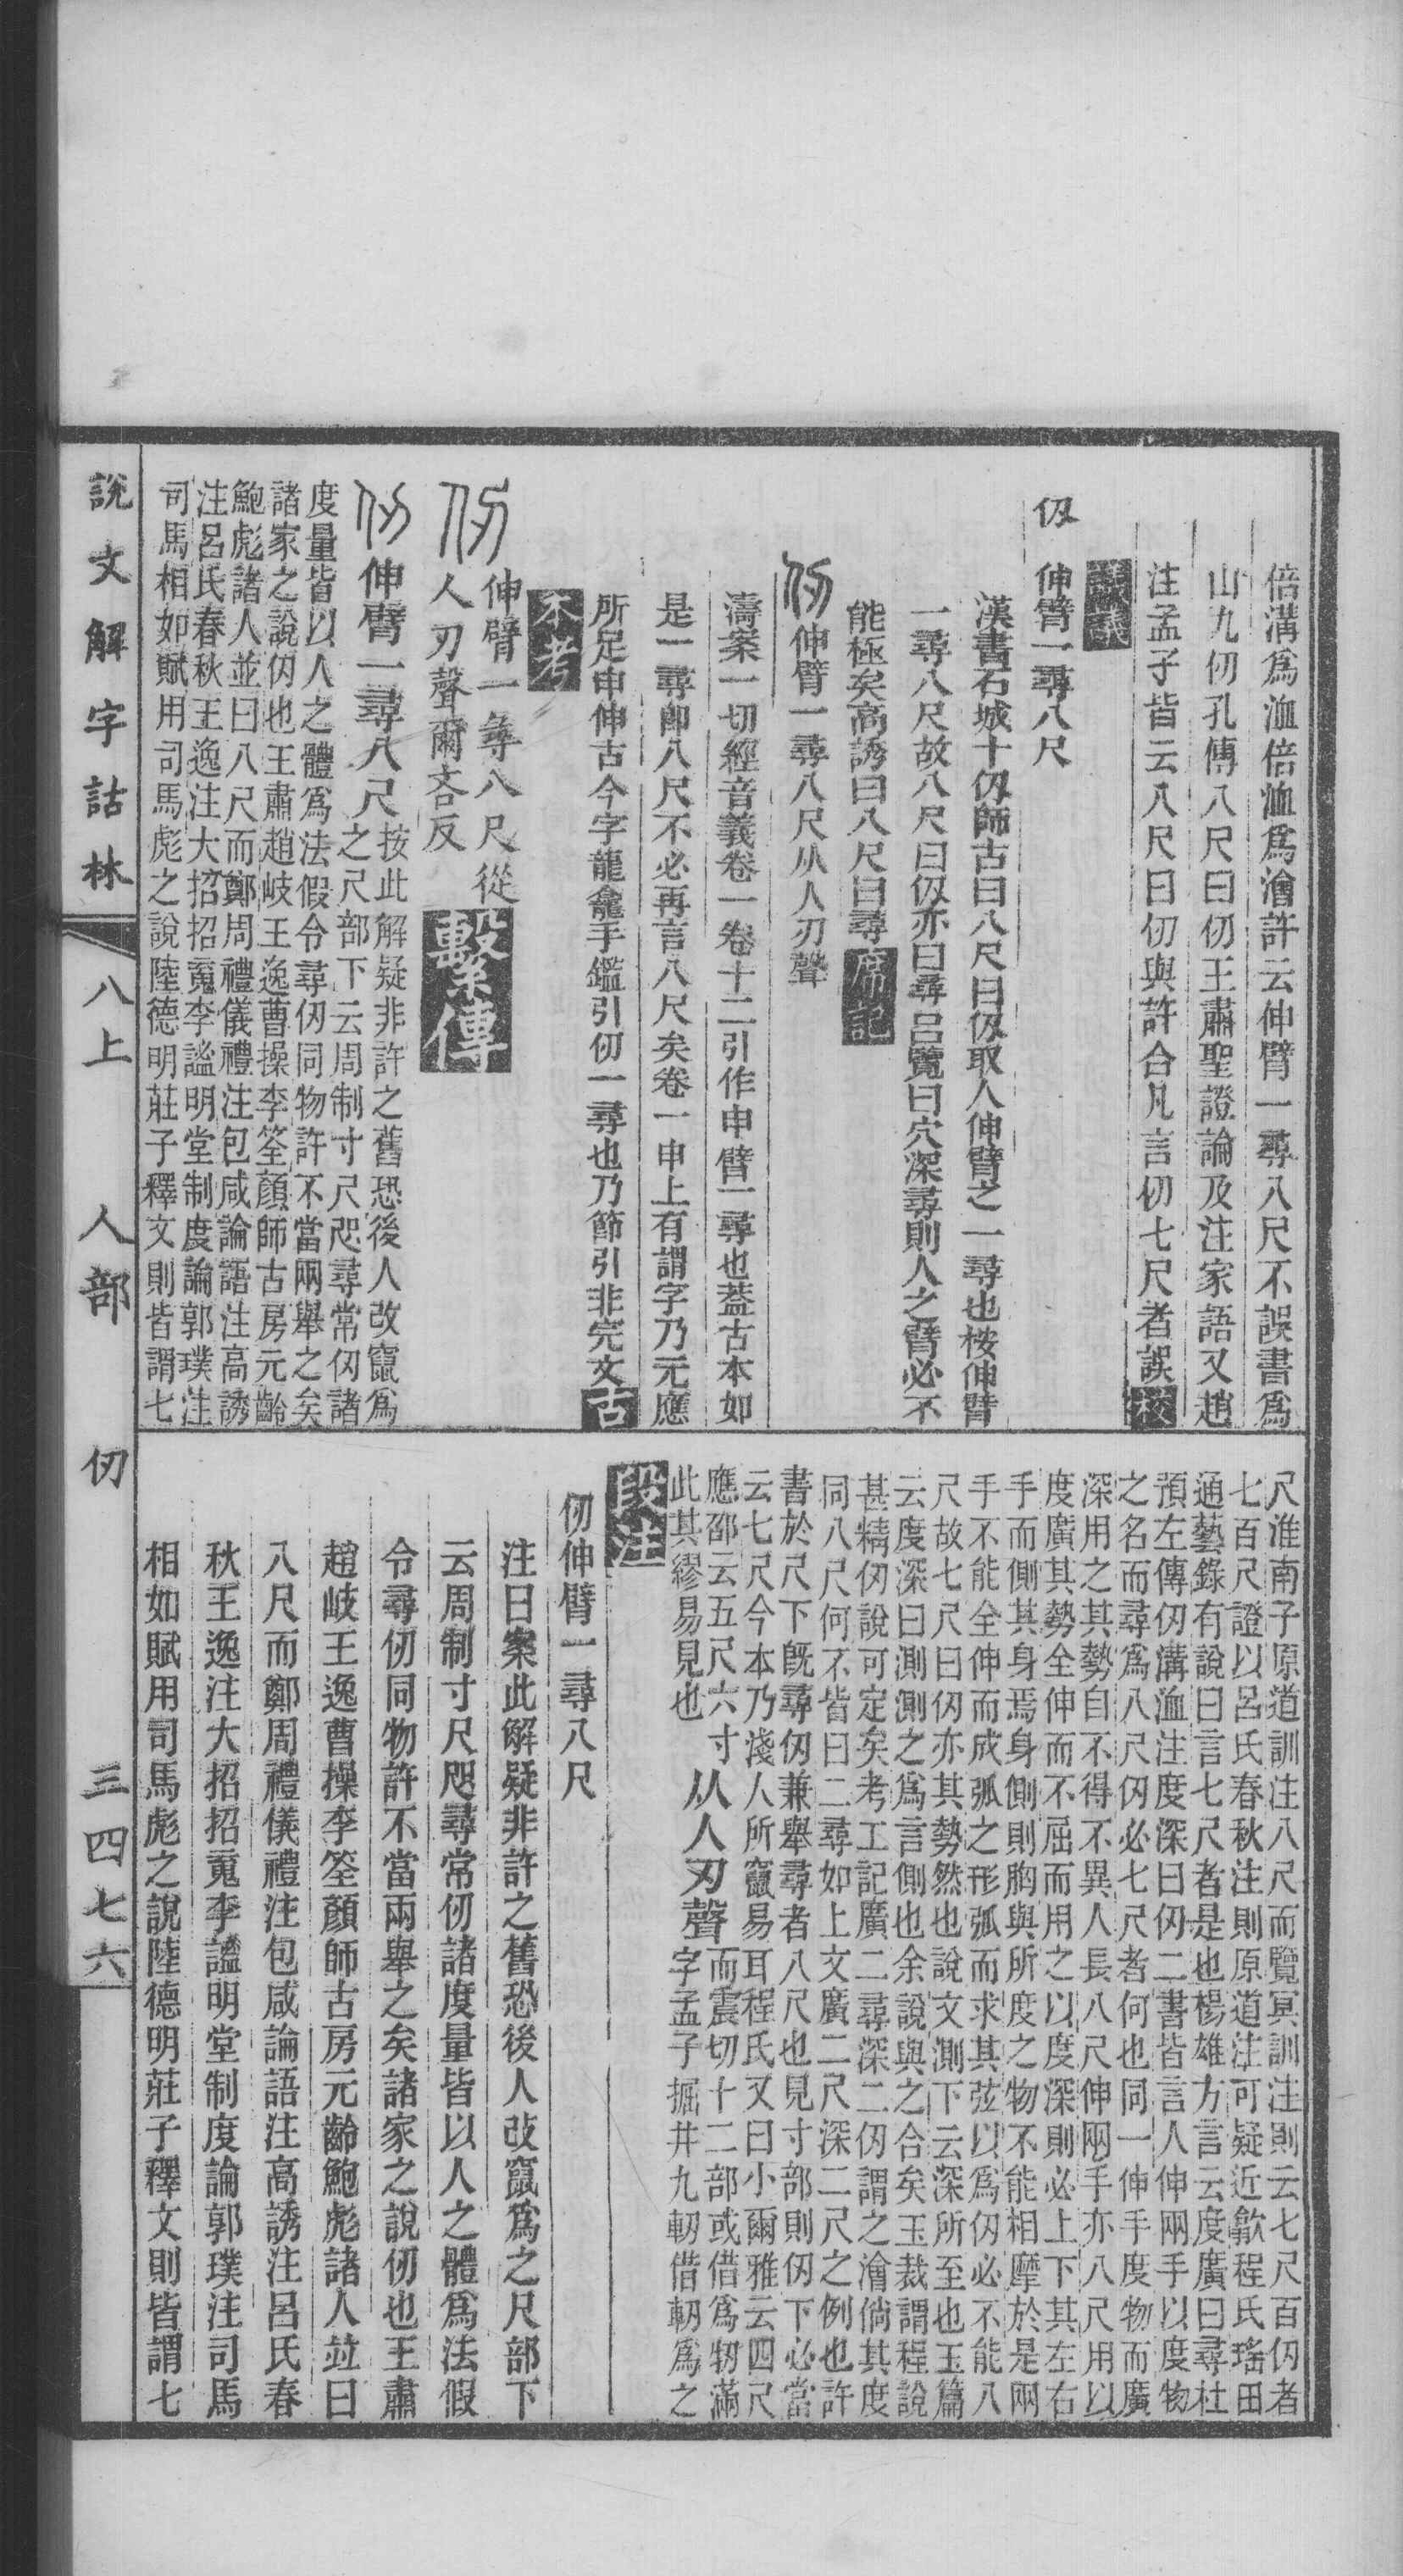 倍溝爲洫倍洫爲澮許云伸臂一尋八尺不誤書爲
山九仞孔傳八尺曰仞王肅聖證論及注家語又趙
注孟子皆云八尺曰仞與許合凡言仞七尺者誤校
議議
仭 伸臂一尋八尺
漢書石城十仭師古曰八尺曰仭取人伸臂之一尋也桉伸臂
一尋八尺故八尺曰仭亦曰尋呂覽曰穴深尋則人之臂必不
能極矣高誘曰八尺曰尋席記
仞伸臂一尋八尺从人刃聲
濤案一切經音義卷一卷十二引作申臂一尋也葢古本如
是一尋卽八尺不必再言八尺矣卷一申上有謂字乃元應
所足申伸古今字龍龕手鑑引仞一尋也乃節引非完文古
本考
仞伸臂一尋八尺從
人刃聲爾吝反
繫傳
仞伸臂一尋八尺
按此解疑非許之舊恐後人改竄爲
之尺部下云周制寸尺咫尋常仞諸
度量皆以人之體爲法假令尋仞同物許不當兩舉之矣
諸家之說仞也王肅趙岐王逸曹操李筌顏師古房元齡
鮑彪諸人並曰八尺而鄭周禮儀禮注包咸論語注高誘
注呂氏春秋王逸注大招招䰟李謐明堂制度論郭璞注
司馬相如賦用司馬彪之說陸德明莊子釋文則皆謂七
尺淮南子原道訓注八尺而覽冥訓注則云七尺百仞者
七百尺證以呂氏春秋注則原道注可疑近歙程氏瑤田
通藝錄有說曰言七尺者是也楊雄方言云度廣曰尋杜
預左傳仞溝洫注度深曰仞二書皆言人伸兩手以度物
之名而尋爲八尺仞必七尺者何也同一伸手度物而廣
深用之其勢自不得不異人長八尺伸兩手亦八尺用以
度廣其勢全伸而不屈而用之以度深則必上下其左右
手而側其身焉身側則胸與所度之物不能相摩於是兩
手不能全伸而成弧之形弧而求其弦以爲仞必不能八
尺故七尺曰仞亦其勢然也說文測下云深所至也玉篇
云度深曰測測之爲言側也余說與之合矣玉裁謂程說
甚精仞說可定矣考工記廣二尋深二仞謂之澮倘其度
同八尺何不皆曰二尋如上文廣二尺深二尺之例也許
書於尺下旣尋仞兼舉尋者八尺也見寸部則仞下必當
云七尺今本乃淺人所竄易耳程氏又曰小爾雅云四尺
應邵云五尺六寸
此其繆易見也
从人刃聲
而震切十二部或借爲牣滿
字孟子掘井九軔借軔爲之
段注
仞伸臂一尋八尺
注曰案此解疑非許之舊恐後人改竄爲之尺部下
云周制寸尺咫尋常仞諸度量皆以人之體爲法假
令尋仞同物許不當兩舉之矣諸家之說仞也王肅
趙岐王逸曹操李筌顏師古房元齡鮑彪諸人竝曰
八尺而鄭周禮儀禮注包咸論語注高誘注呂氏春
秋王逸注大招招䰟李謐明堂制度論郭璞注司馬
相如賦用司馬彪之說陸德明莊子釋文則皆謂七
說文解字詁林 八上 人部 仞 三四七六